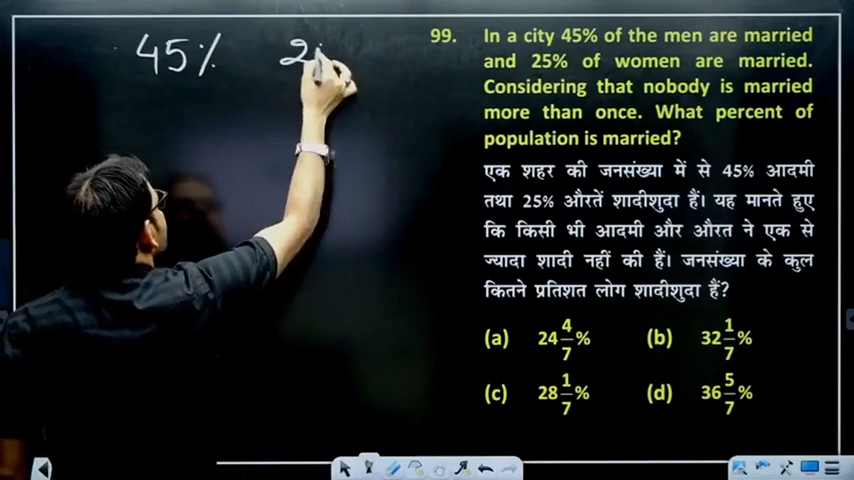 45% 2
99. In a city 45% of the men are married
and 25% of women are married.
Considering that nobody is married
more than once. What percent of
population is married?
एक शहर की जनसंख्या में से 45% आदमी
तथा 25% औरतें शादीशुदा हैं। यह मानते हुए
कि किसी भी आदमी और औरत ने एक से
ज्यादा शादी नहीं की हैं। जनसंख्या के कुल
कितने प्रतिशत लोग शादीशुदा हैं?
(a) 24 4/7 % (b) 32 1/7 %
(c) 28 1/7 % (d) 36 5/7 %